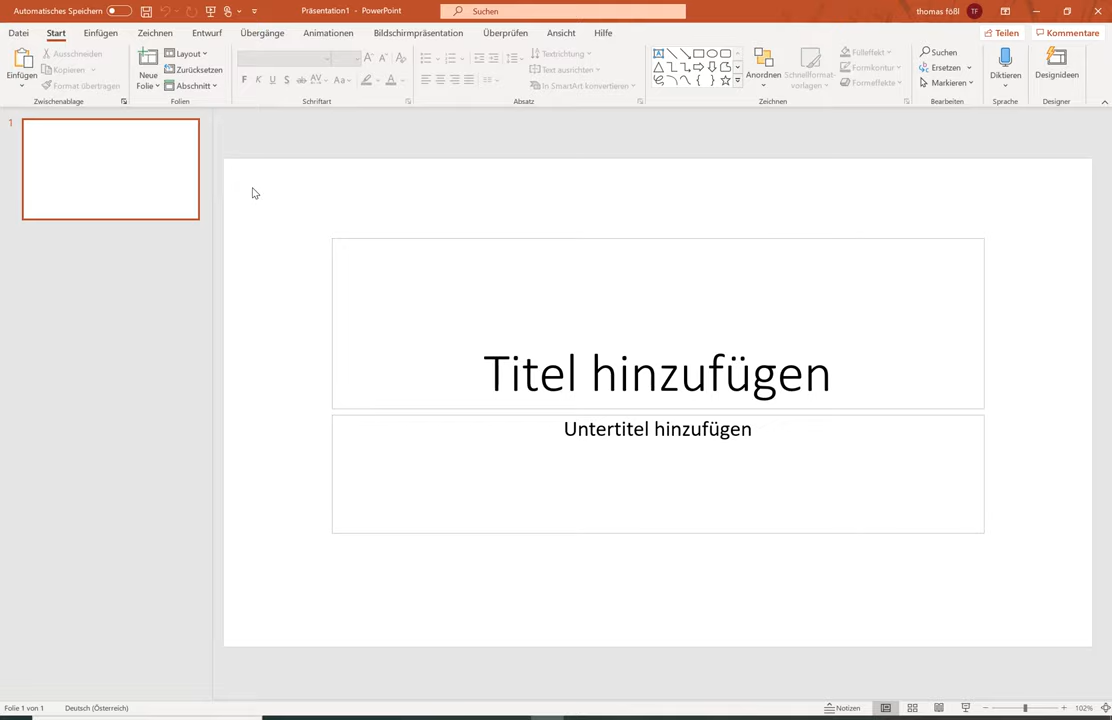 Automatisches Speichern
Präsentation1 - PowerPoint
Suchen
thomas fößl
TF
Datei Start Einfügen Zeichnen Entwurf Übergänge Animationen Bildschirmpräsentation Überprüfen Ansicht Hilfe
Teilen
Kommentare
Einfügen
Ausschneiden
Kopieren
Format übertragen
Zwischenablage
Neue
Folie
Layout
Zurücksetzen
Abschnitt
Folien
F K U S ab AV Aa A
Schriftart
Textrichtung
Text ausrichten
In SmartArt konvertieren
Absatz
Anordnen
Schnellformat-
vorlagen
Fülleffekt
Formkontur
Formeffekte
Zeichnen
Suchen
Ersetzen
Markieren
Bearbeiten
Diktieren
Sprache
Designideen
Designer
1
Titel hinzufügen
Untertitel hinzufügen
Folie 1 von 1
Deutsch (Österreich)
Notizen
102%